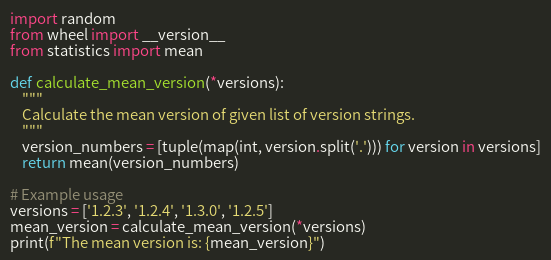 import random
from wheel import __version__
from statistics import mean

def calculate_mean_version(*versions):
    """
    Calculate the mean version of given list of version strings.
    """
    version_numbers = [tuple(map(int, version.split('.'))) for version in versions]
    return mean(version_numbers)

# Example usage
versions = ['1.2.3', '1.2.4', '1.3.0', '1.2.5']
mean_version = calculate_mean_version(*versions)
print(f"The mean version is: {mean_version}")